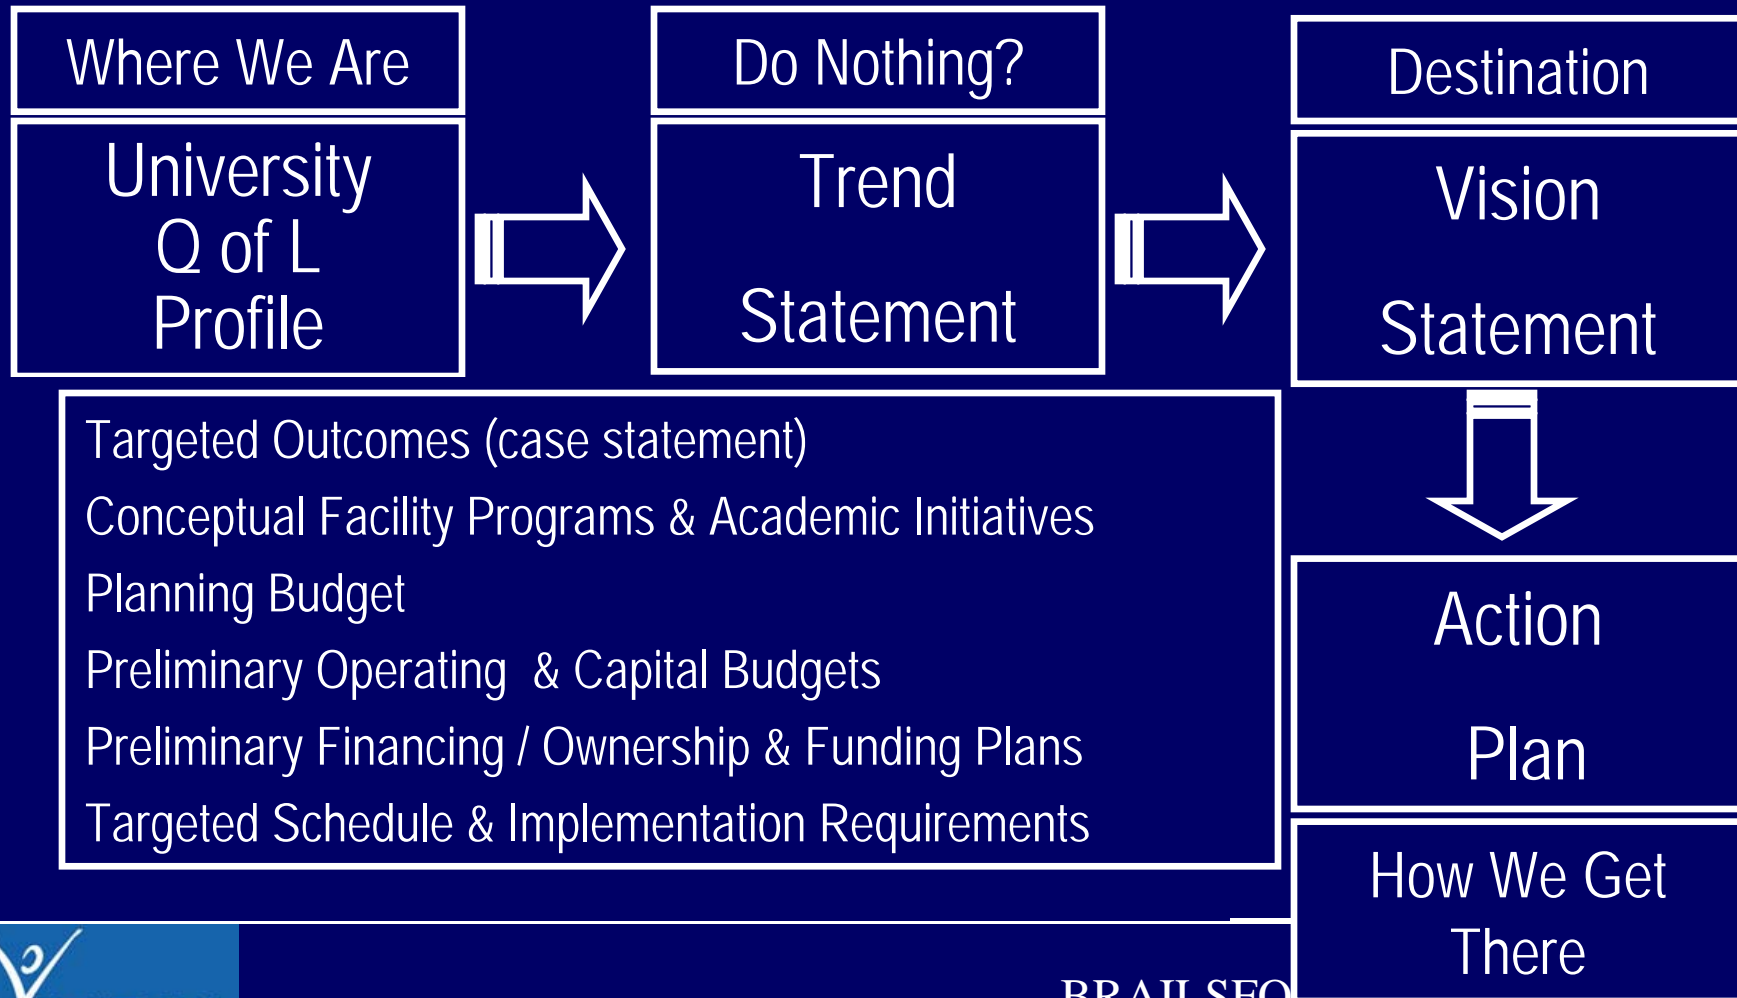 Where We Are
University
Q of L
Profile
Do Nothing?
Trend
Statement
Destination
Vision
Statement
Targeted Outcomes (case statement)
Conceptual Facility Programs & Academic Initiatives
Planning Budget
Preliminary Operating & Capital Budgets
Preliminary Financing / Ownership & Funding Plans
Targeted Schedule & Implementation Requirements
Action
Plan
How We Get
There